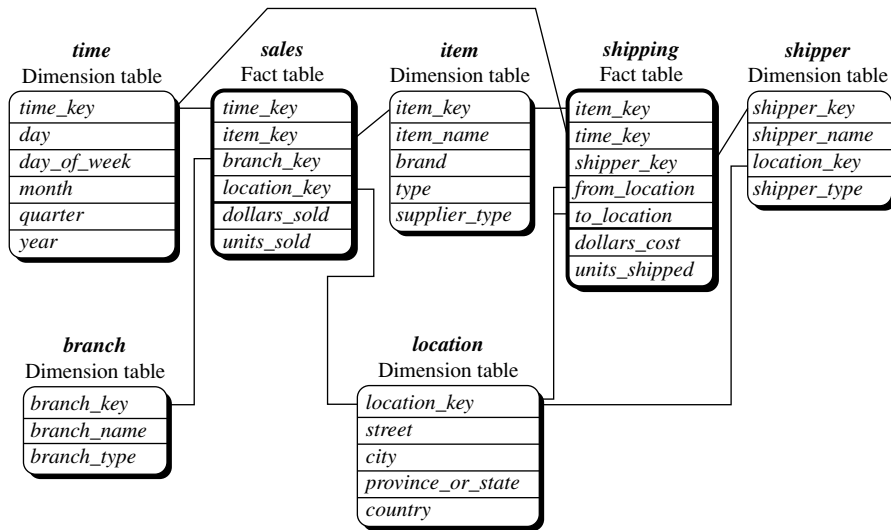 time
Dimension table
time_key
day
day_of_week
month
quarter
year
sales
Fact table
time_key
item_key
branch_key
location_key
dollars_sold
units_sold
item
Dimension table
item_key
item_name
brand
type
supplier_type
shipping
Fact table
item_key
time_key
shipper_key
from_location
to_location
dollars_cost
units_shipped
shipper
Dimension table
shipper_key
shipper_name
location_key
shipper_type
branch
Dimension table
branch_key
branch_name
branch_type
location
Dimension table
location_key
street
city
province_or_state
country